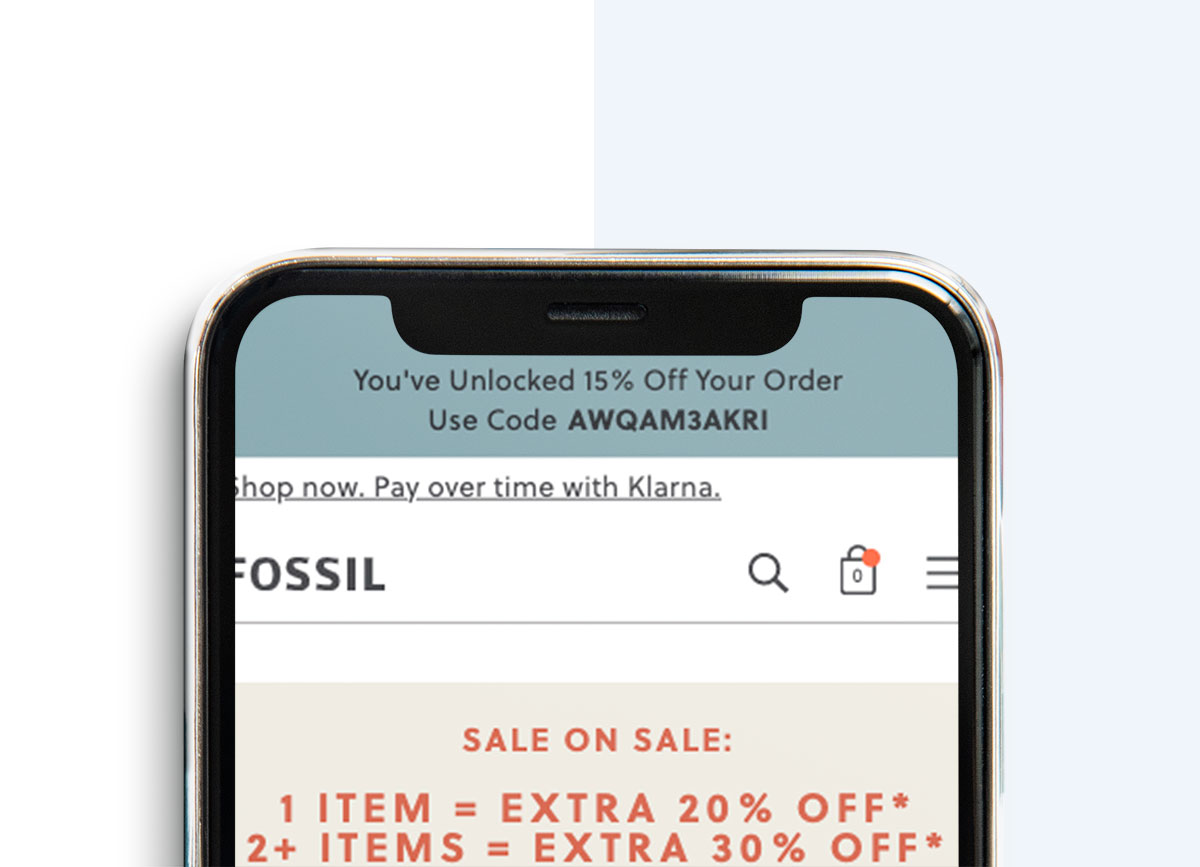 You've Unlocked 15% Off Your Order
Use Code AWQAM3AKRI
Shop now. Pay over time with Klarna.
FOSSIL
0
SALE ON SALE:
1 ITEM = EXTRA 20% OFF*
2+ ITEMS = EXTRA 30% OFF*